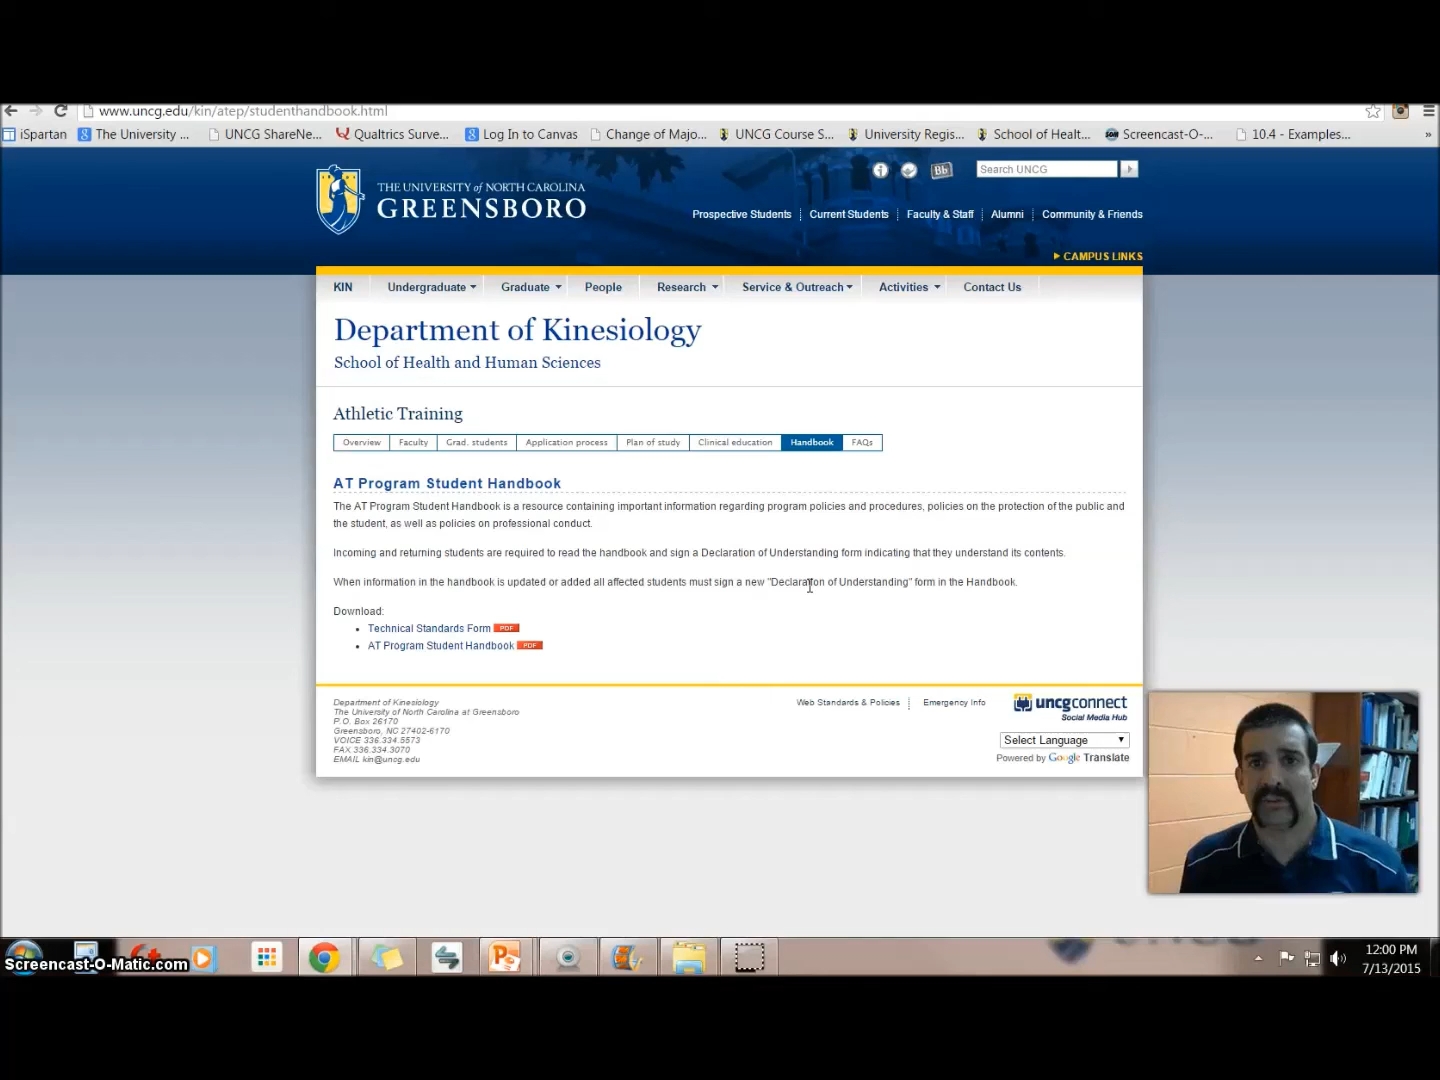 www.uncg.edu/kin/atep/studenthandbook.html
iSpartan The University ... UNCG ShareNe... Qualtrics Surve... Log In to Canvas Change of Majo... UNCG Course S... University Regis... School of Healt... Screencast-O-... 10.4 - Examples... »
THE UNIVERSITY of NORTH CAROLINA
GREENSBORO
Bb
Search UNCG
Prospective Students Current Students Faculty & Staff Alumni Community & Friends
CAMPUS LINKS
KIN Undergraduate Graduate People Research Service & Outreach Activities Contact Us
Department of Kinesiology
School of Health and Human Sciences
Athletic Training
Overview Faculty Grad. students Application process Plan of study Clinical education Handbook FAQs
AT Program Student Handbook
The AT Program Student Handbook is a resource containing important information regarding program policies and procedures, policies on the protection of the public and
the student, as well as policies on professional conduct.
Incoming and returning students are required to read the handbook and sign a Declaration of Understanding form indicating that they understand its contents.
When information in the handbook is updated or added all affected students must sign a new "Declaration of Understanding" form in the Handbook.
Download:
• Technical Standards Form PDF
• AT Program Student Handbook PDF
Department of Kinesiology
The University of North Carolina at Greensboro
P.O. Box 26170
Greensboro, NC 27402-6170
VOICE 336.334.5573
FAX 336.334.3070
EMAIL kin@uncg.edu
Web Standards & Policies Emergency Info
uncgconnect
Social Media Hub
Select Language
Powered by Google Translate
Screencast-O-Matic.com
12:00 PM
7/13/2015